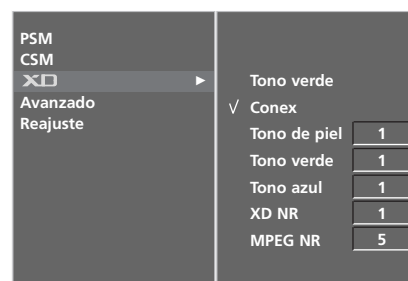 PSM
CSM
XD
Avanzado
Reajuste
Tono verde
√ Conex
Tono de piel 1
Tono verde 1
Tono azul 1
XD NR 1
MPEG NR 5